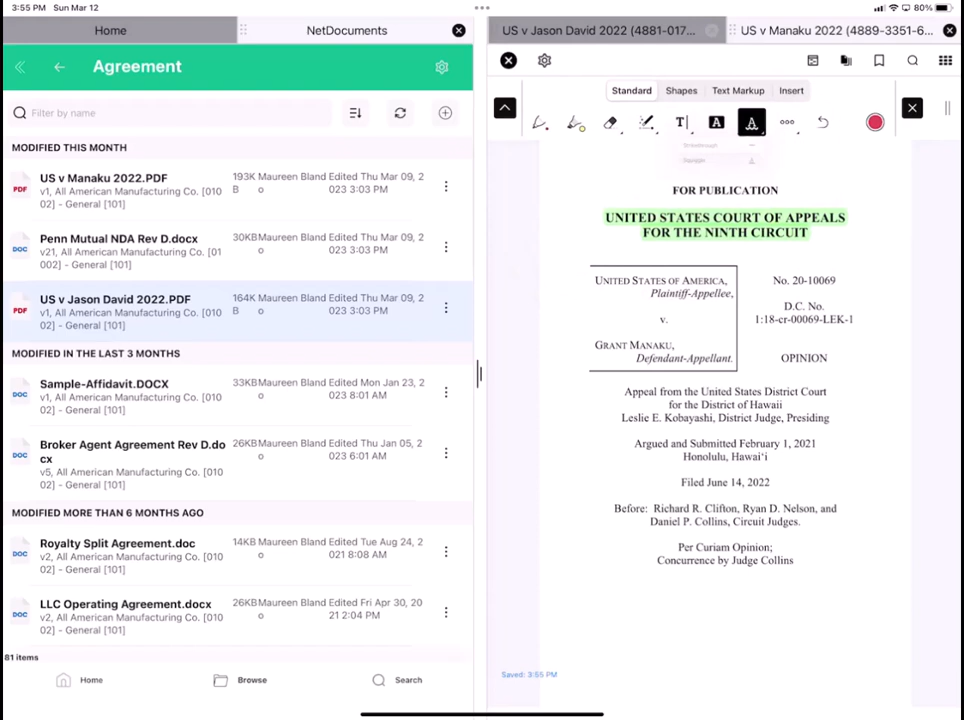 3:55 PM Sun Mar 12
80%
Home
NetDocuments
US v Jason David 2022 (4881-017...
US v Manaku 2022 (4889-3351-6...
Agreement
Filter by name
Standard
Shapes
Text Markup
Insert
T
A
A
MODIFIED THIS MONTH
US v Manaku 2022.PDF
v1, All American Manufacturing Co. [010
02] - General [101]
193K Maureen Bland Edited Thu Mar 09, 2
B o 023 3:03 PM
PDF
Penn Mutual NDA Rev D.docx
v21, All American Manufacturing Co. [01
002] - General [101]
30KB Maureen Bland Edited Thu Mar 09, 2
o 023 3:03 PM
DOC
US v Jason David 2022.PDF
v1, All American Manufacturing Co. [010
02] - General [101]
164K Maureen Bland Edited Thu Mar 09, 2
B o 023 3:03 PM
PDF
MODIFIED IN THE LAST 3 MONTHS
Sample-Affidavit.DOCX
v1, All American Manufacturing Co. [010
02] - General [101]
33KB Maureen Bland Edited Mon Jan 23, 2
o 023 8:01 AM
DOC
Broker Agent Agreement Rev D.do
cx
v5, All American Manufacturing Co. [010
02] - General [101]
26KB Maureen Bland Edited Thu Jan 05, 2
o 023 6:01 AM
DOC
MODIFIED MORE THAN 6 MONTHS AGO
Royalty Split Agreement.doc
v2, All American Manufacturing Co. [010
02] - General [101]
14KB Maureen Bland Edited Tue Aug 24, 2
o 021 8:08 AM
DOC
LLC Operating Agreement.docx
v2, All American Manufacturing Co. [010
02] - General [101]
26KB Maureen Bland Edited Fri Apr 30, 20
o 21 2:04 PM
DOC
81 items
Home
Browse
Search
Strikethrough
Squiggle
FOR PUBLICATION
UNITED STATES COURT OF APPEALS
FOR THE NINTH CIRCUIT
UNITED STATES OF AMERICA,
Plaintiff-Appellee,
v.
GRANT MANAKU,
Defendant-Appellant.
No. 20-10069
D.C. No.
1:18-cr-00069-LEK-1
OPINION
Appeal from the United States District Court
for the District of Hawaii
Leslie E. Kobayashi, District Judge, Presiding
Argued and Submitted February 1, 2021
Honolulu, Hawai‘i
Filed June 14, 2022
Before: Richard R. Clifton, Ryan D. Nelson, and
Daniel P. Collins, Circuit Judges.
Per Curiam Opinion;
Concurrence by Judge Collins
Saved: 3:55 PM